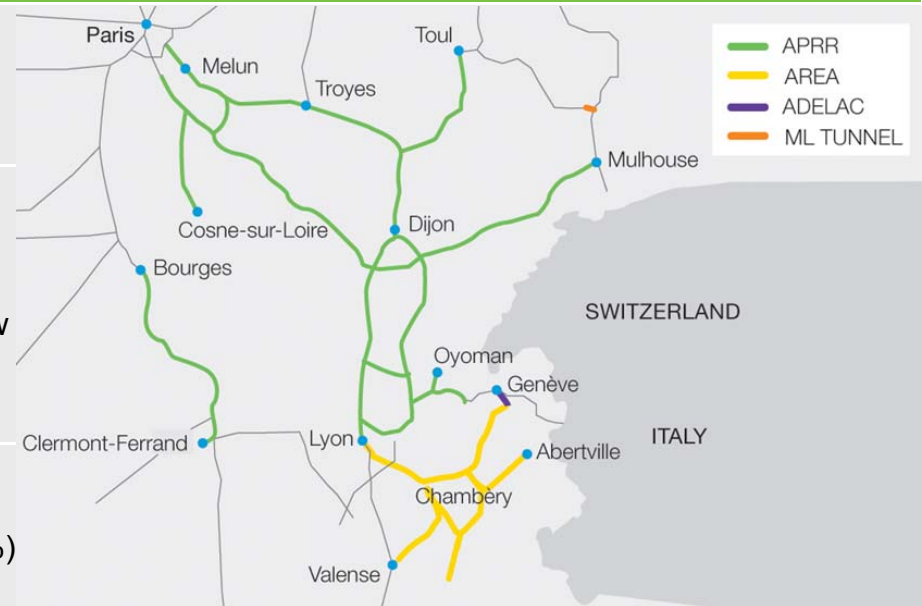 Paris
Toul
APRR
AREA
ADELAC
ML TUNNEL
Melun
Troyes
Mulhouse
Cosne-sur-Loire
Dijon
Bourges
SWITZERLAND
w
Oyoman
Genève
Clermont-Ferrand
Lyon
ITALY
Abertville
Chambèry
)
Valense